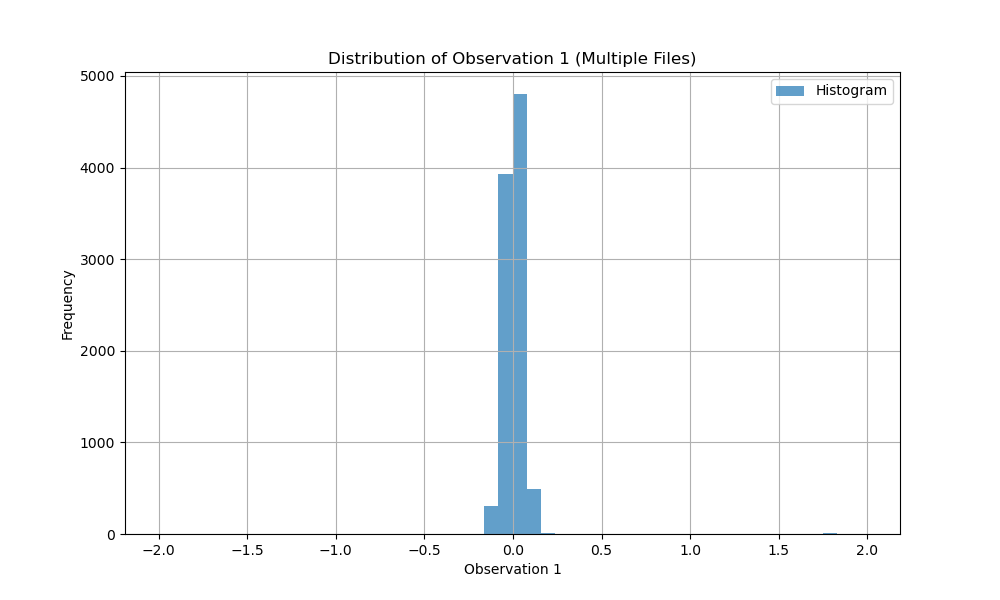 Distribution of Observation 1 (Multiple Files)
Histogram
5000
4000
3000
2000
1000
0
Frequency
−2.0 −1.5 −1.0 −0.5 0.0 0.5 1.0 1.5 2.0
Observation 1